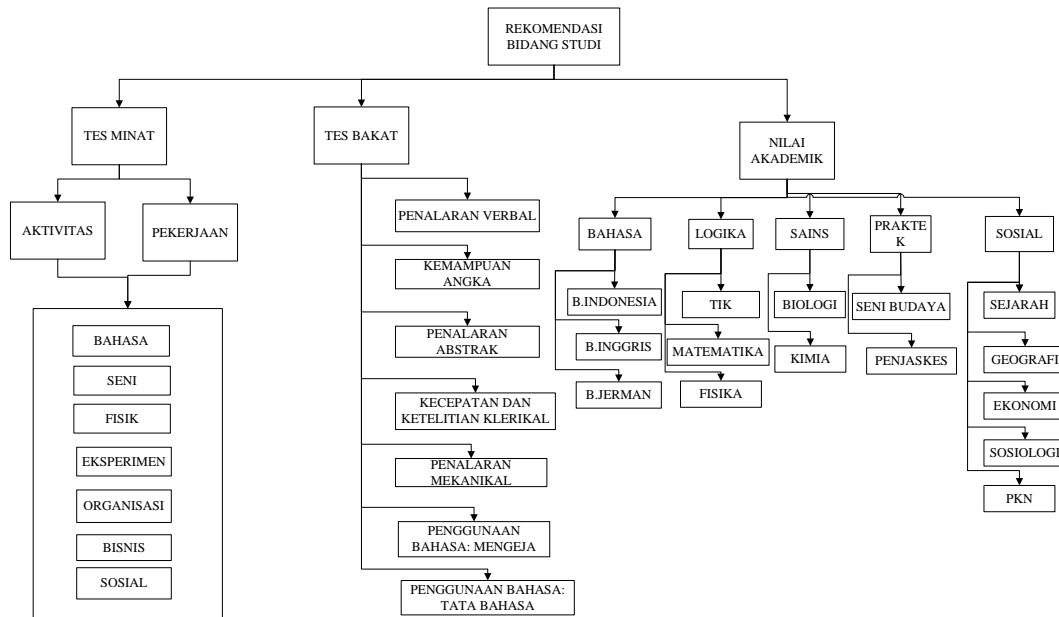 REKOMENDASI
BIDANG STUDI
TES MINAT
TES BAKAT
NILAI
AKADEMIK
AKTIVITAS
PEKERJAAN
BAHASA
SENI
FISIK
EKSPERIMEN
ORGANISASI
BISNIS
SOSIAL
PENALARAN VERBAL
KEMAMPUAN
ANGKA
PENALARAN
ABSTRAK
KECEPATAN DAN
KETELITIAN KLERIKAL
PENALARAN
MEKANIKAL
PENGGUNAAN
BAHASA: MENGEJA
PENGGUNAAN BAHASA:
TATA BAHASA
BAHASA
B.INDONESIA
B.INGGRIS
B.JERMAN
LOGIKA
TIK
MATEMATIKA
FISIKA
SAINS
BIOLOGI
KIMIA
PRAKTE
K
SENI BUDAYA
PENJASKES
SOSIAL
SEJARAH
GEOGRAFI
EKONOMI
SOSIOLOGI
PKN